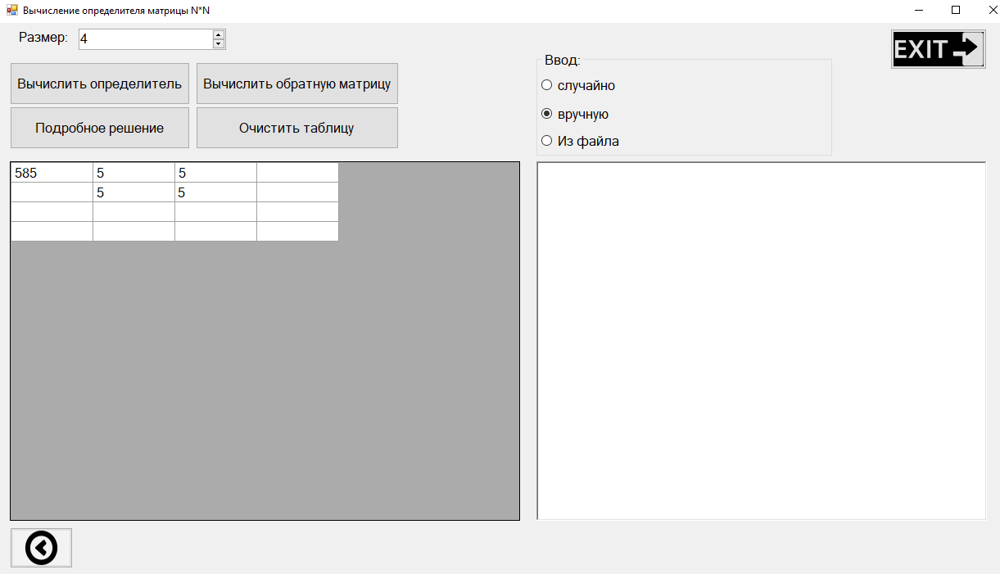 Вычисление определителя матрицы N*N
Размер: 4
EXIT
Вычислить определитель Вычислить обратную матрицу
Подробное решение Очистить таблицу
Ввод:
случайно
вручную
Из файла
585 5 5
5 5